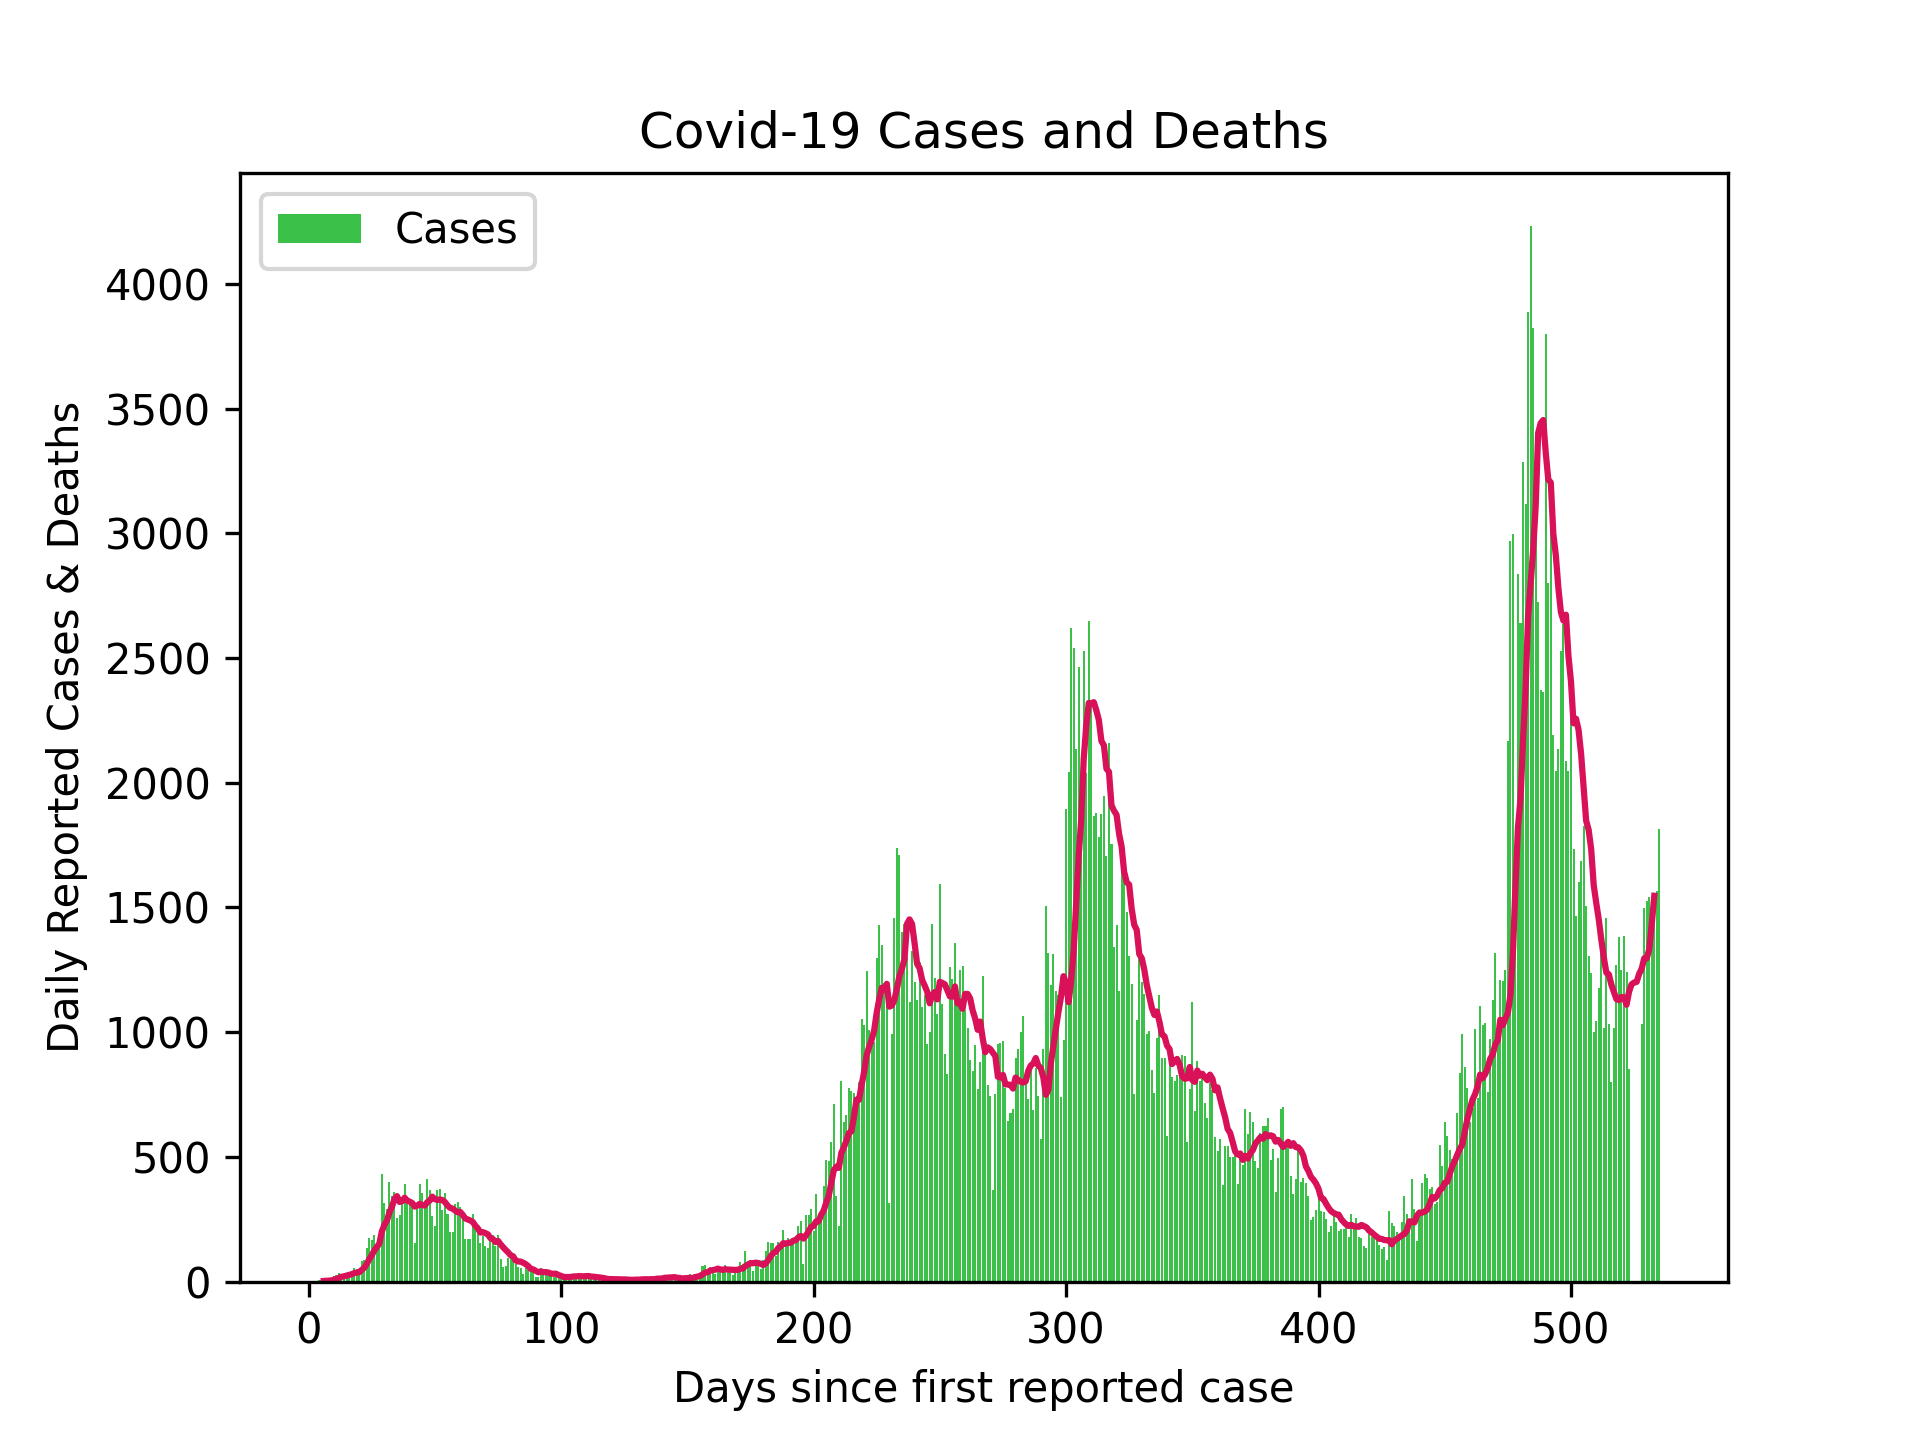 Covid-19 Cases and Deaths
Cases
Daily Reported Cases & Deaths
4000
3500
3000
2500
2000
1500
1000
500
0
0 100 200 300 400 500
Days since first reported case